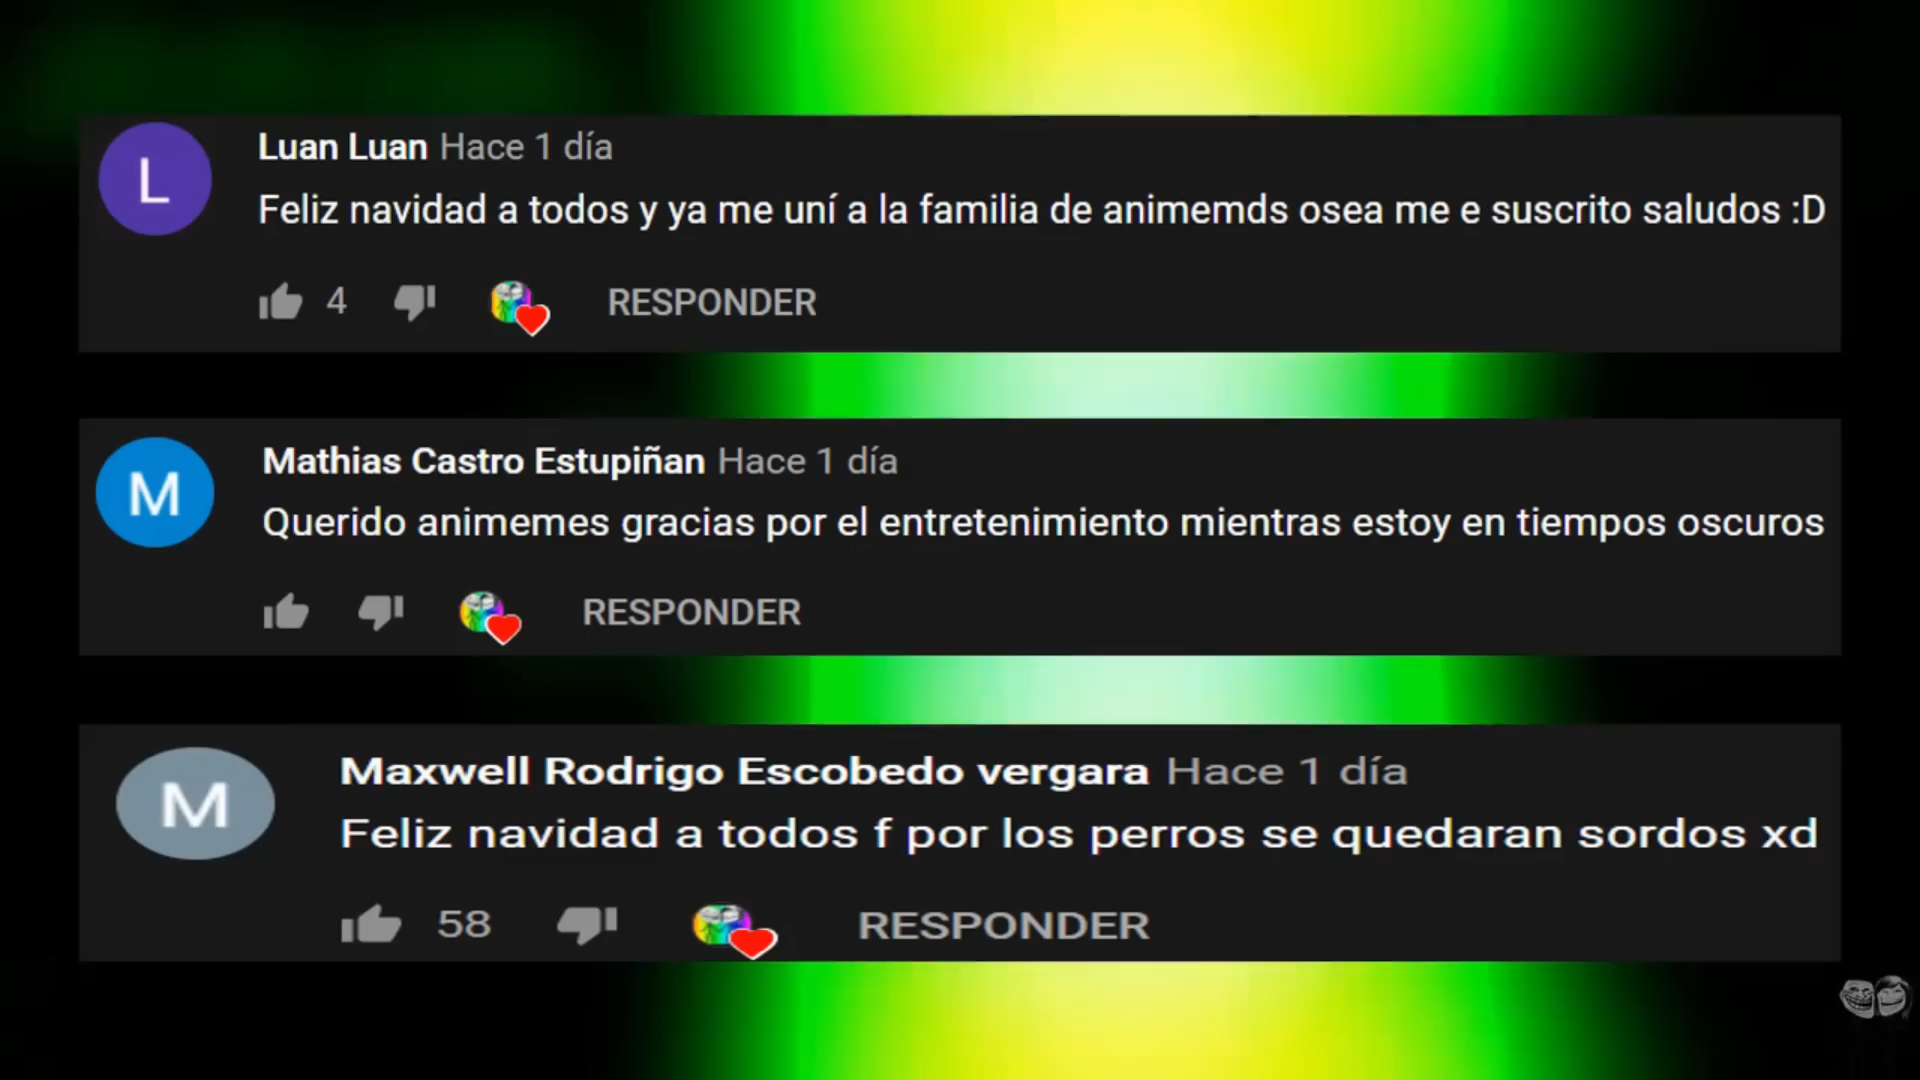 L
Luan Luan Hace 1 día
Feliz navidad a todos y ya me uní a la familia de animemds osea me e suscrito saludos :D
4 RESPONDER
M
Mathias Castro Estupiñan Hace 1 día
Querido animemes gracias por el entretenimiento mientras estoy en tiempos oscuros
RESPONDER
M
Maxwell Rodrigo Escobedo vergara Hace 1 día
Feliz navidad a todos f por los perros se quedaran sordos xd
58 RESPONDER